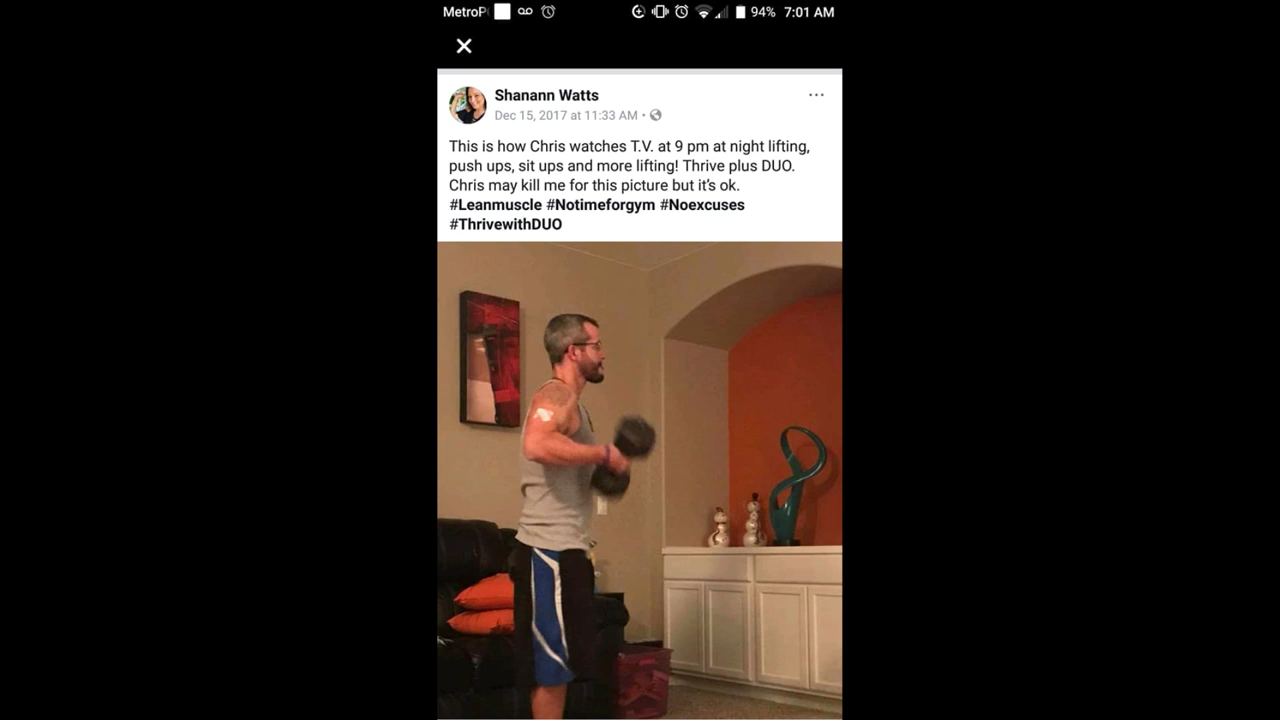 MetroP
94% 7:01 AM
Shanann Watts
Dec 15, 2017 at 11:33 AM •
This is how Chris watches T.V. at 9 pm at night lifting,
push ups, sit ups and more lifting! Thrive plus DUO.
Chris may kill me for this picture but it's ok.
#Leanmuscle #Notimeforgym #Noexcuses
#ThrivewithDUO